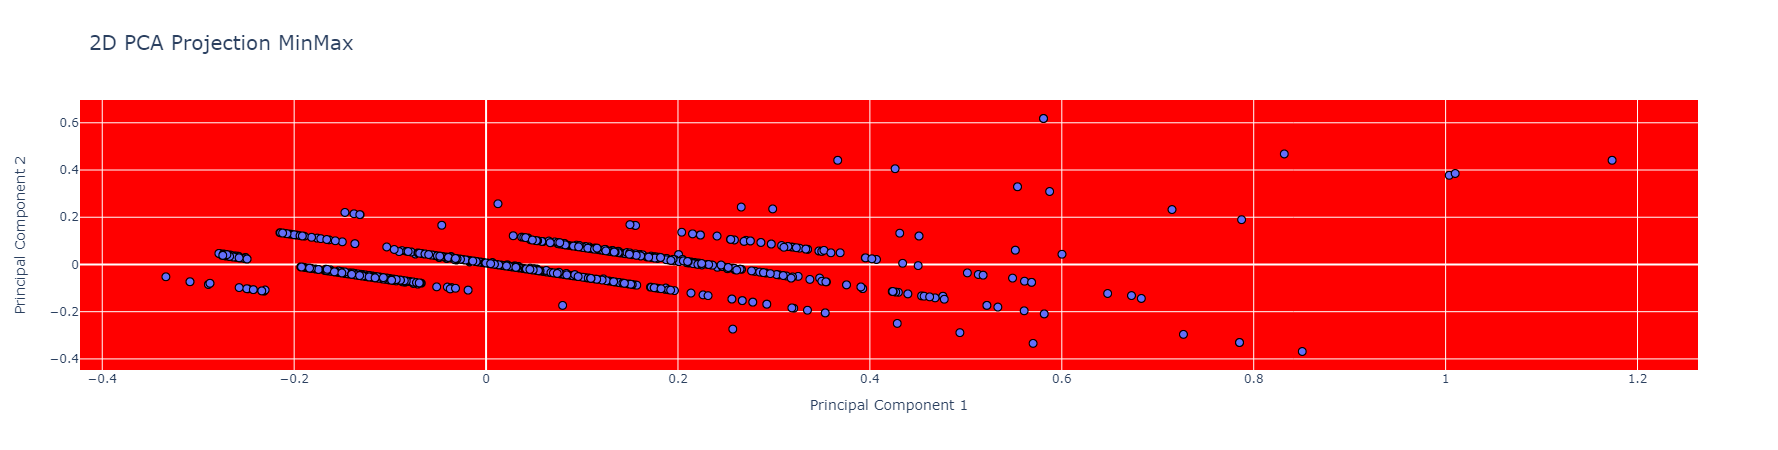 2D PCA Projection MinMax
Principal Component 2
0.6
0.4
0.2
0
−0.2
−0.4
−0.4 −0.2 0 0.2 0.4 0.6 0.8 1 1.2
Principal Component 1